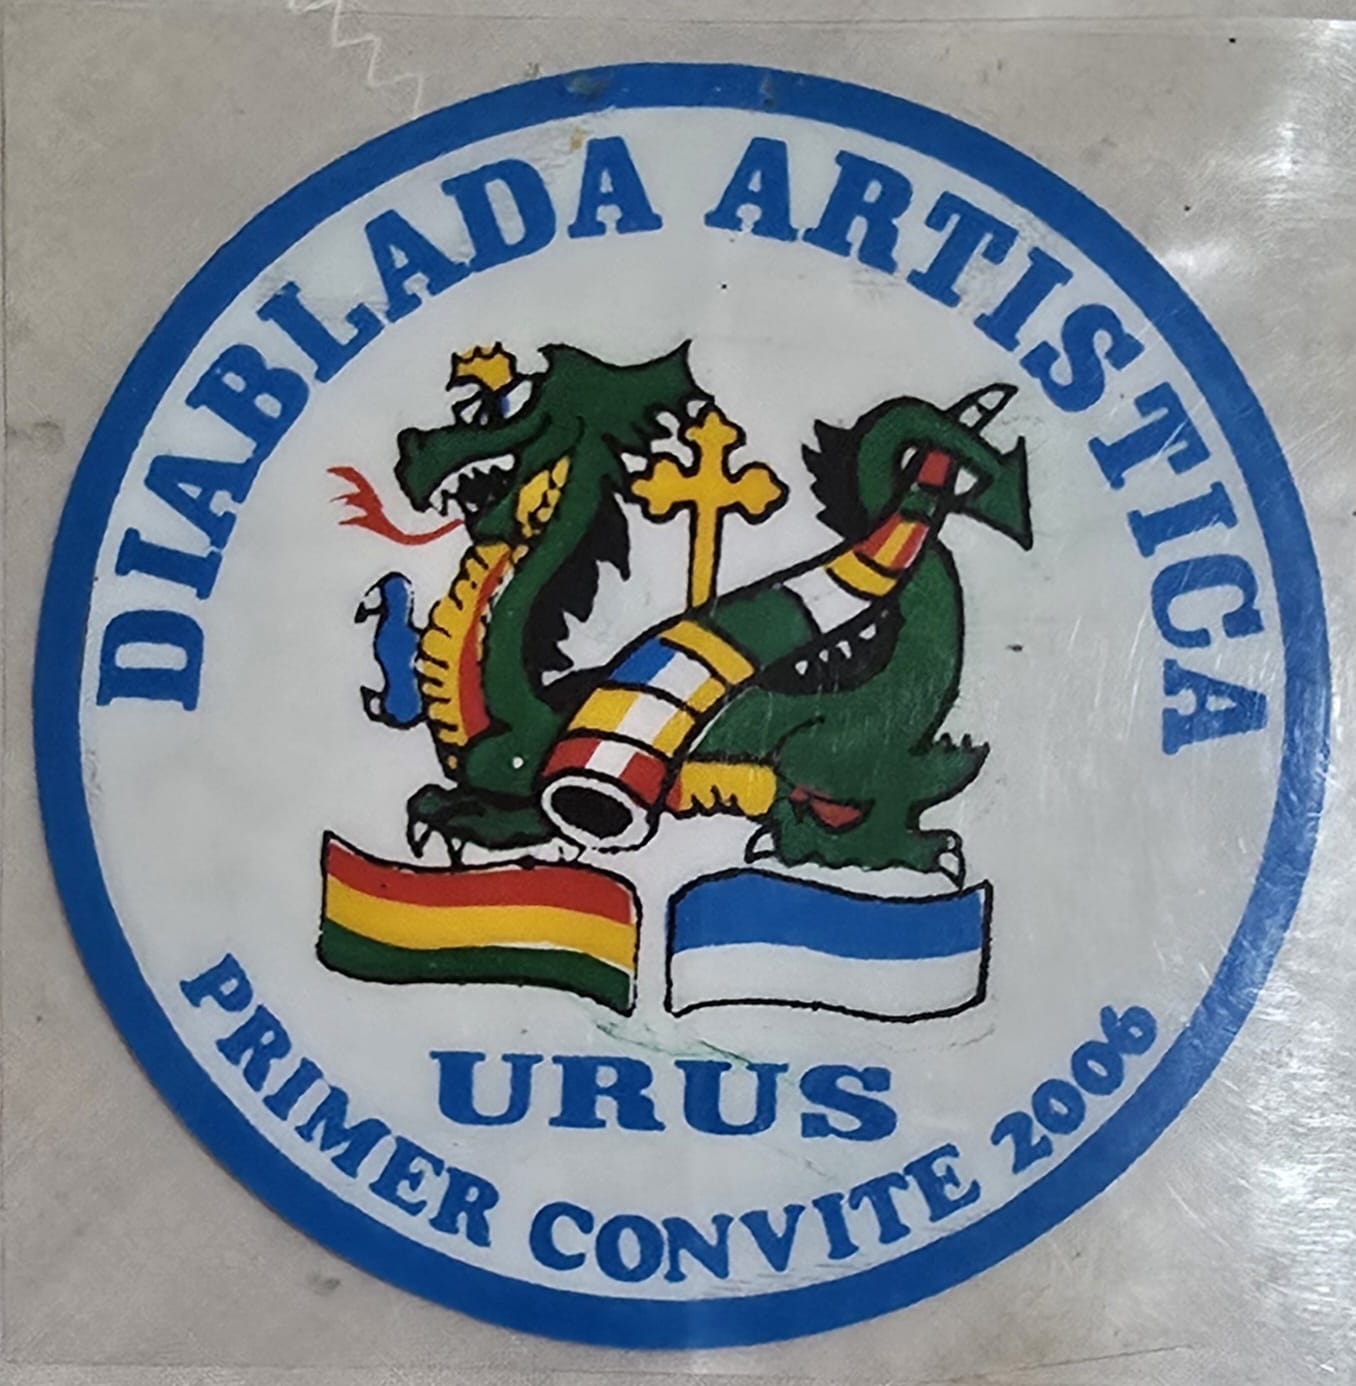 DIABLADA ARTISTICA
URUS
PRIMER CONVITE 2006